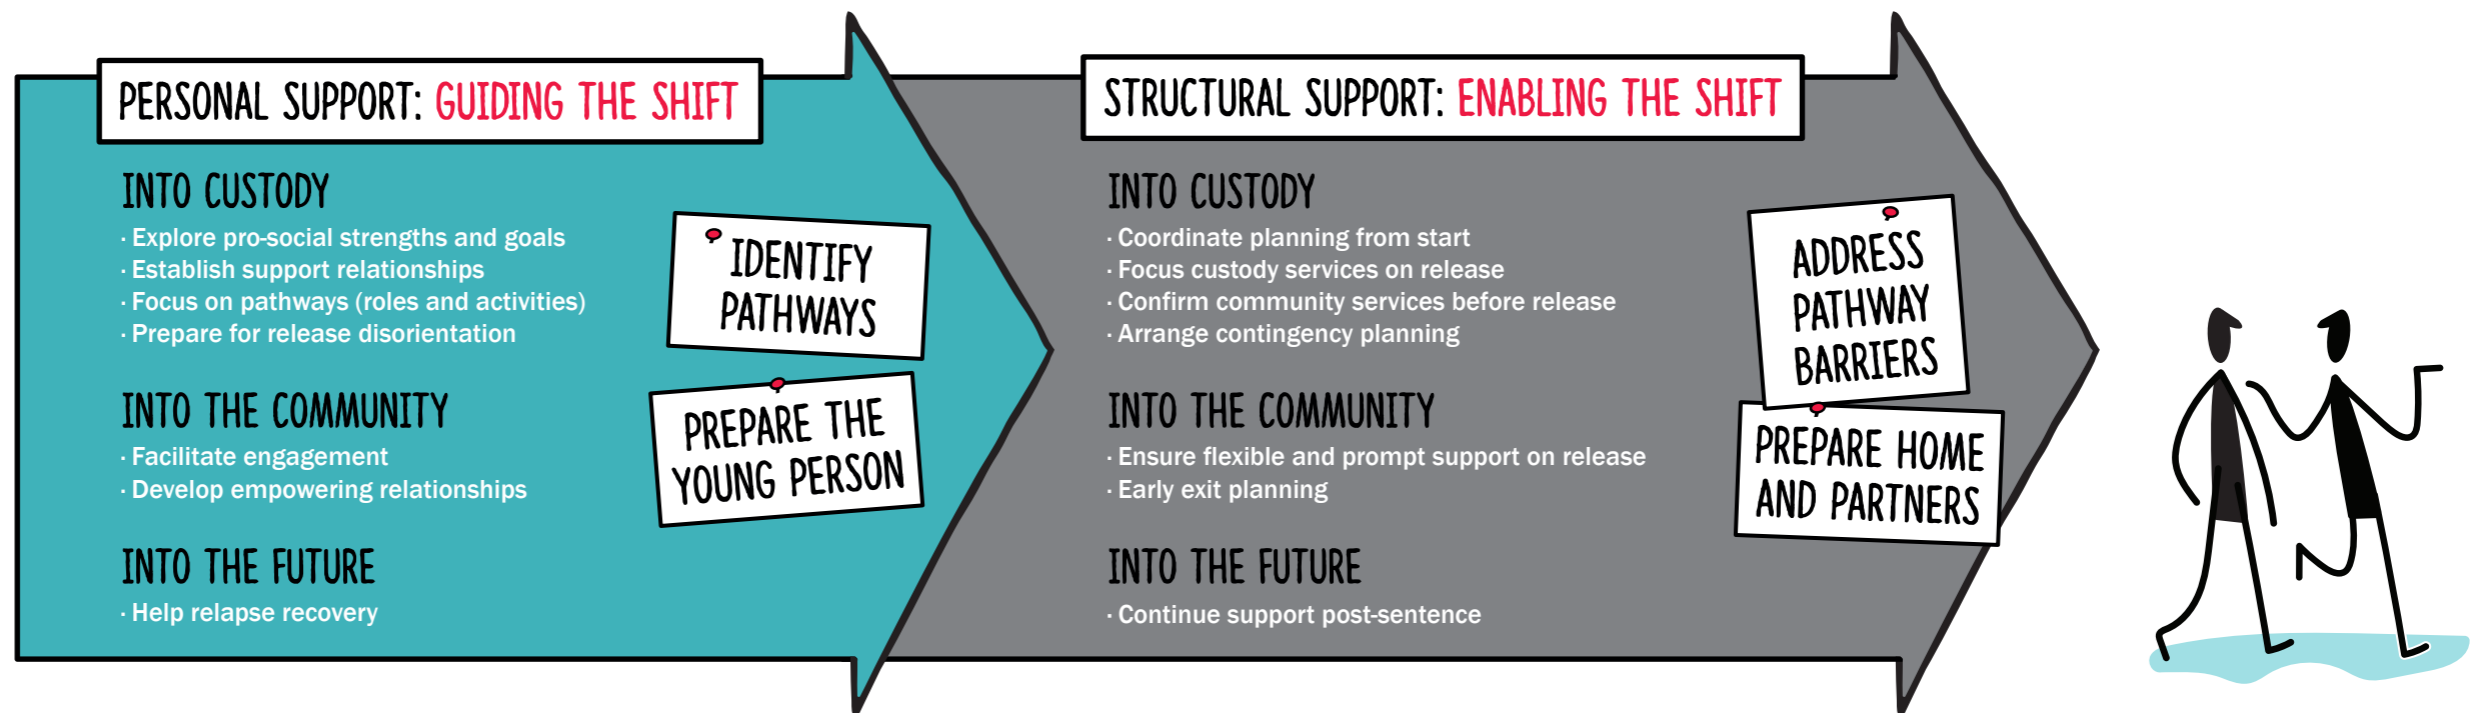 PERSONAL SUPPORT: GUIDING THE SHIFT
INTO CUSTODY
· Explore pro-social strengths and goals
· Establish support relationships
· Focus on pathways (roles and activities)
· Prepare for release disorientation
INTO THE COMMUNITY
· Facilitate engagement
· Develop empowering relationships
INTO THE FUTURE
· Help relapse recovery
IDENTIFY
PATHWAYS
PREPARE THE
YOUNG PERSON
STRUCTURAL SUPPORT: ENABLING THE SHIFT
INTO CUSTODY
· Coordinate planning from start
· Focus custody services on release
· Confirm community services before release
· Arrange contingency planning
INTO THE COMMUNITY
· Ensure flexible and prompt support on release
· Early exit planning
INTO THE FUTURE
· Continue support post-sentence
ADDRESS
PATHWAY
BARRIERS
PREPARE HOME
AND PARTNERS